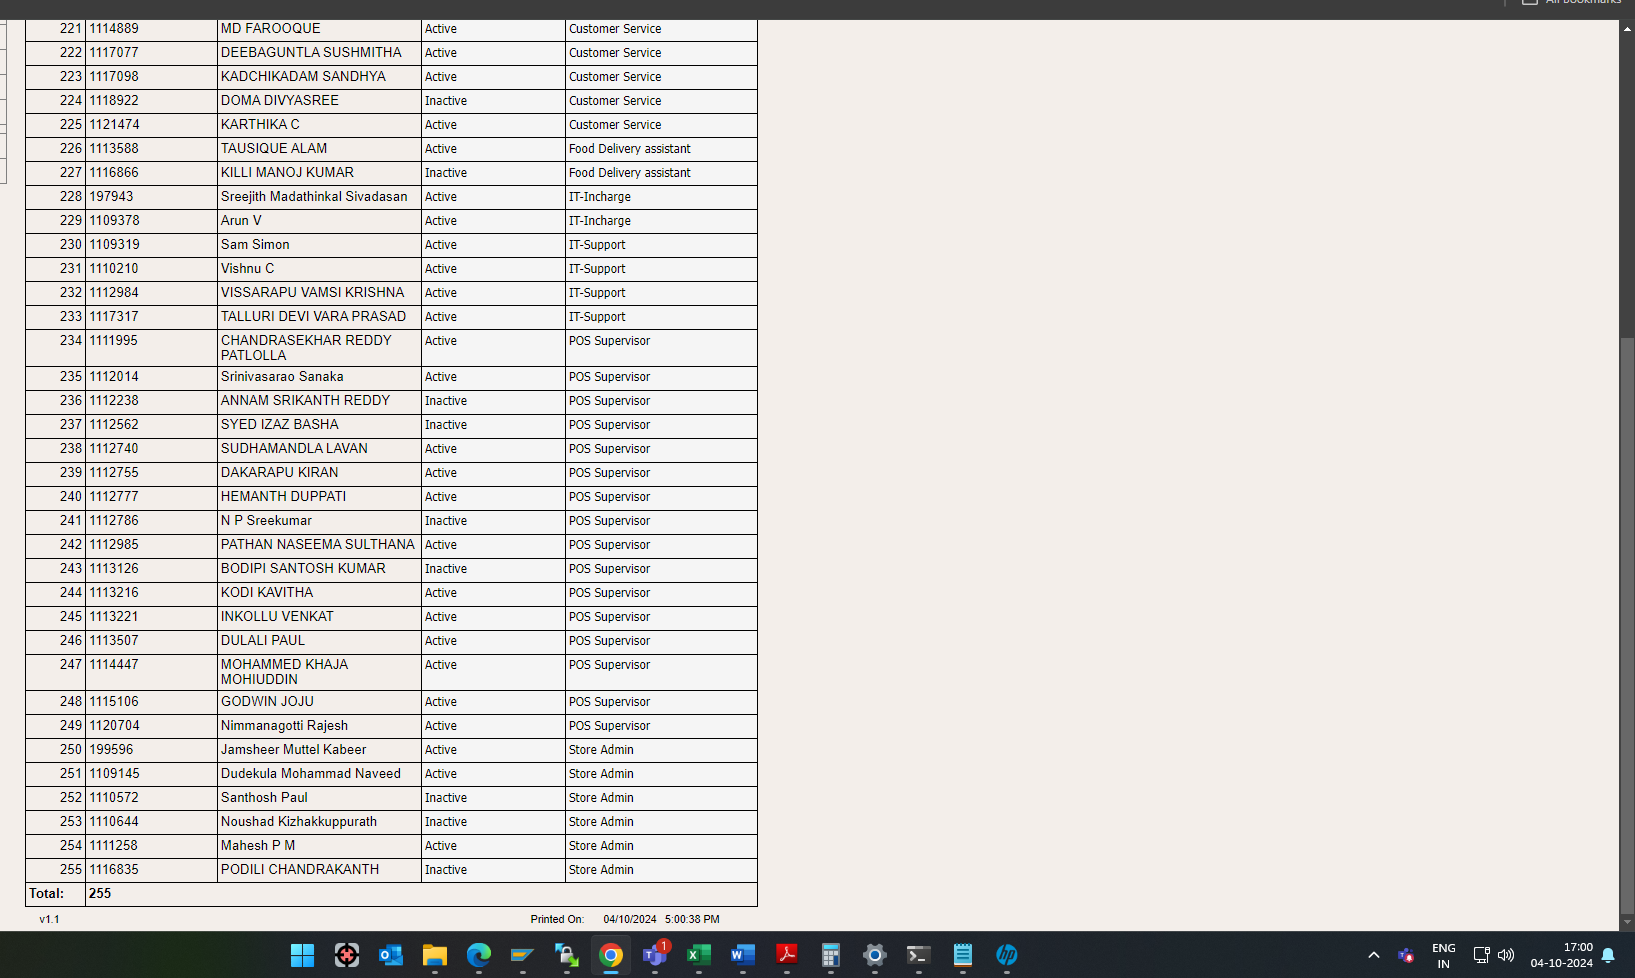 All Bookmarks
221 1114889 MD FAROOQUE Active Customer Service
222 1117077 DEEBAGUNTLA SUSHMITHA Active Customer Service
223 1117098 KADCHIKADAM SANDHYA Active Customer Service
224 1118922 DOMA DIVYASREE Inactive Customer Service
225 1121474 KARTHIKA C Active Customer Service
226 1113588 TAUSIQUE ALAM Active Food Delivery assistant
227 1116866 KILLI MANOJ KUMAR Inactive Food Delivery assistant
228 197943 Sreejith Madathinkal Sivadasan Active IT-Incharge
229 1109378 Arun V Active IT-Incharge
230 1109319 Sam Simon Active IT-Support
231 1110210 Vishnu C Active IT-Support
232 1112984 VISSARAPU VAMSI KRISHNA Active IT-Support
233 1117317 TALLURI DEVI VARA PRASAD Active IT-Support
234 1111995 CHANDRASEKHAR REDDY Active POS Supervisor
PATLOLLA
235 1112014 Srinivasarao Sanaka Active POS Supervisor
236 1112238 ANNAM SRIKANTH REDDY Inactive POS Supervisor
237 1112562 SYED IZAZ BASHA Inactive POS Supervisor
238 1112740 SUDHAMANDLA LAVAN Active POS Supervisor
239 1112755 DAKARAPU KIRAN Active POS Supervisor
240 1112777 HEMANTH DUPPATI Active POS Supervisor
241 1112786 N P Sreekumar Inactive POS Supervisor
242 1112985 PATHAN NASEEMA SULTHANA Active POS Supervisor
243 1113126 BODIPI SANTOSH KUMAR Inactive POS Supervisor
244 1113216 KODI KAVITHA Active POS Supervisor
245 1113221 INKOLLU VENKAT Active POS Supervisor
246 1113507 DULALI PAUL Active POS Supervisor
247 1114447 MOHAMMED KHAJA Active POS Supervisor
MOHIUDDIN
248 1115106 GODWIN JOJU Active POS Supervisor
249 1120704 Nimmanagotti Rajesh Active POS Supervisor
250 199596 Jamsheer Muttel Kabeer Active Store Admin
251 1109145 Dudekula Mohammad Naveed Active Store Admin
252 1110572 Santhosh Paul Inactive Store Admin
253 1110644 Noushad Kizhakkuppurath Inactive Store Admin
254 1111258 Mahesh P M Active Store Admin
255 1116835 PODILI CHANDRAKANTH Inactive Store Admin
Total: 255
v1.1 Printed On: 04/10/2024 5:00:38 PM
1
ENG 17:00
IN 04-10-2024